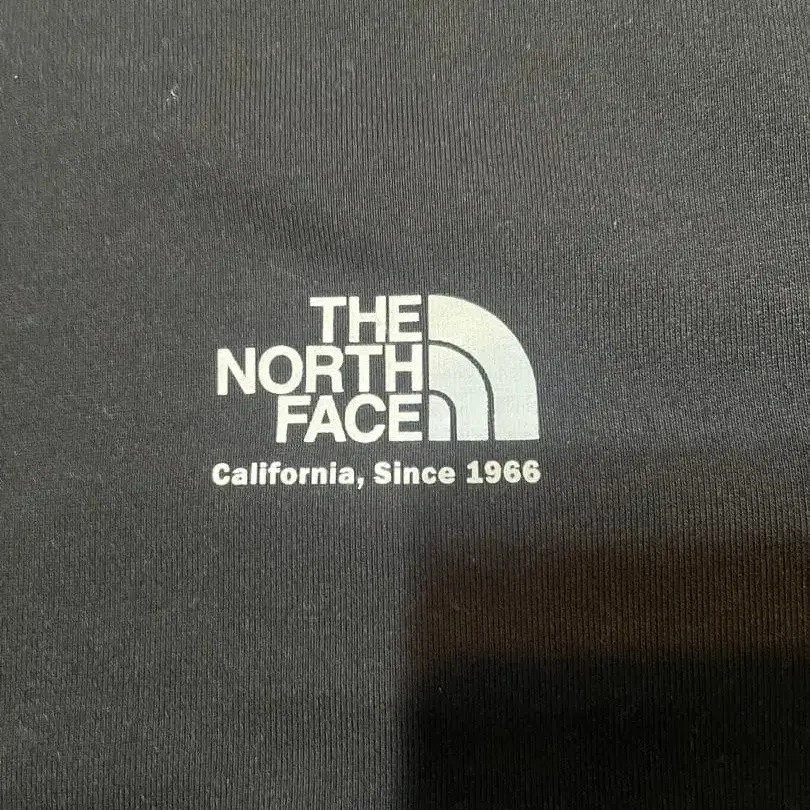 THE
NORTH
FACE
California, Since 1966